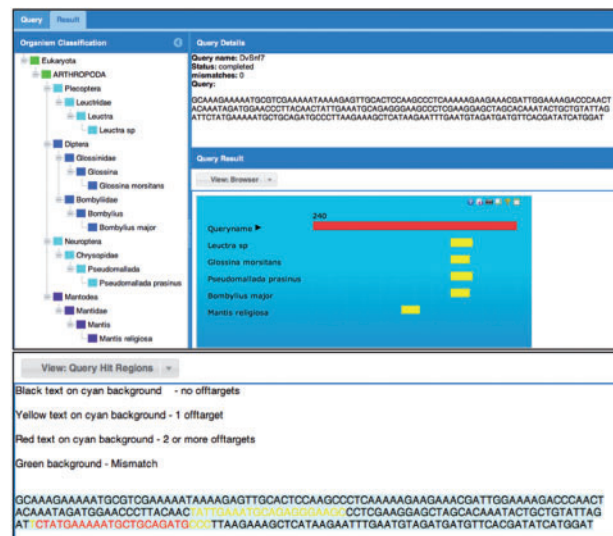 Query Result
Organism Classification
Eukaryota
ARTHROPODA
Plecoptera
Leuctridae
Leuctra
Leuctra sp
Diptera
Glossinidae
Glossina
Glossina morsitans
Bombyliidae
Bombylius
Bombylius major
Neuroptera
Chrysopidae
Pseudomallada
Pseudomallada prasinus
Mantodea
Mantidae
Mantis
Mantis religiosa
Query Details
Query name: DvSnf7
Status: completed
mismatches: 0
Query:
GCAAAGAAAAATGCGTCGAAAAATAAAAGAGTTGCACTCCAAGCCCTCAAAAAGAAGAAACGATTGGAAAAGACCCAACT
ACAAATAGATGGAACCCTTACAACTATTGAAATGCAGAGGGAAGCCCTCGAAGGAGCTAGCACAAATACTGCTGTATTAG
ATTCTATGAAAAATGCTGCAGATGCCCTTAAGAAAGCTCATAAGAATTTGAATGTAGATGATGTTCACGATATCATGGAT
Query Result
View: Browser
240
Queryname
Leuctra sp
Glossina morsitans
Pseudomallada prasinus
Bombylius major
Mantis religiosa
View: Query Hit Regions
Black text on cyan background - no offtargets
Yellow text on cyan background - 1 offtarget
Red text on cyan background - 2 or more offtargets
Green background - Mismatch
GCAAAGAAAAATGCGTCGAAAAATAAAAGAGTTGCACTCCAAGCCCTCAAAAAGAAGAAACGATTGGAAAAGACCCAACT
ACAAATAGATGGAACCCTTACAACTATTGAAATGCAGAGGGAAGCCCTCGAAGGAGCTAGCACAAATACTGCTGTATTAG
ATTCTATGAAAAATGCTGCAGATGCCCTTAAGAAAGCTCATAAGAATTTGAATGTAGATGATGTTCACGATATCATGGAT